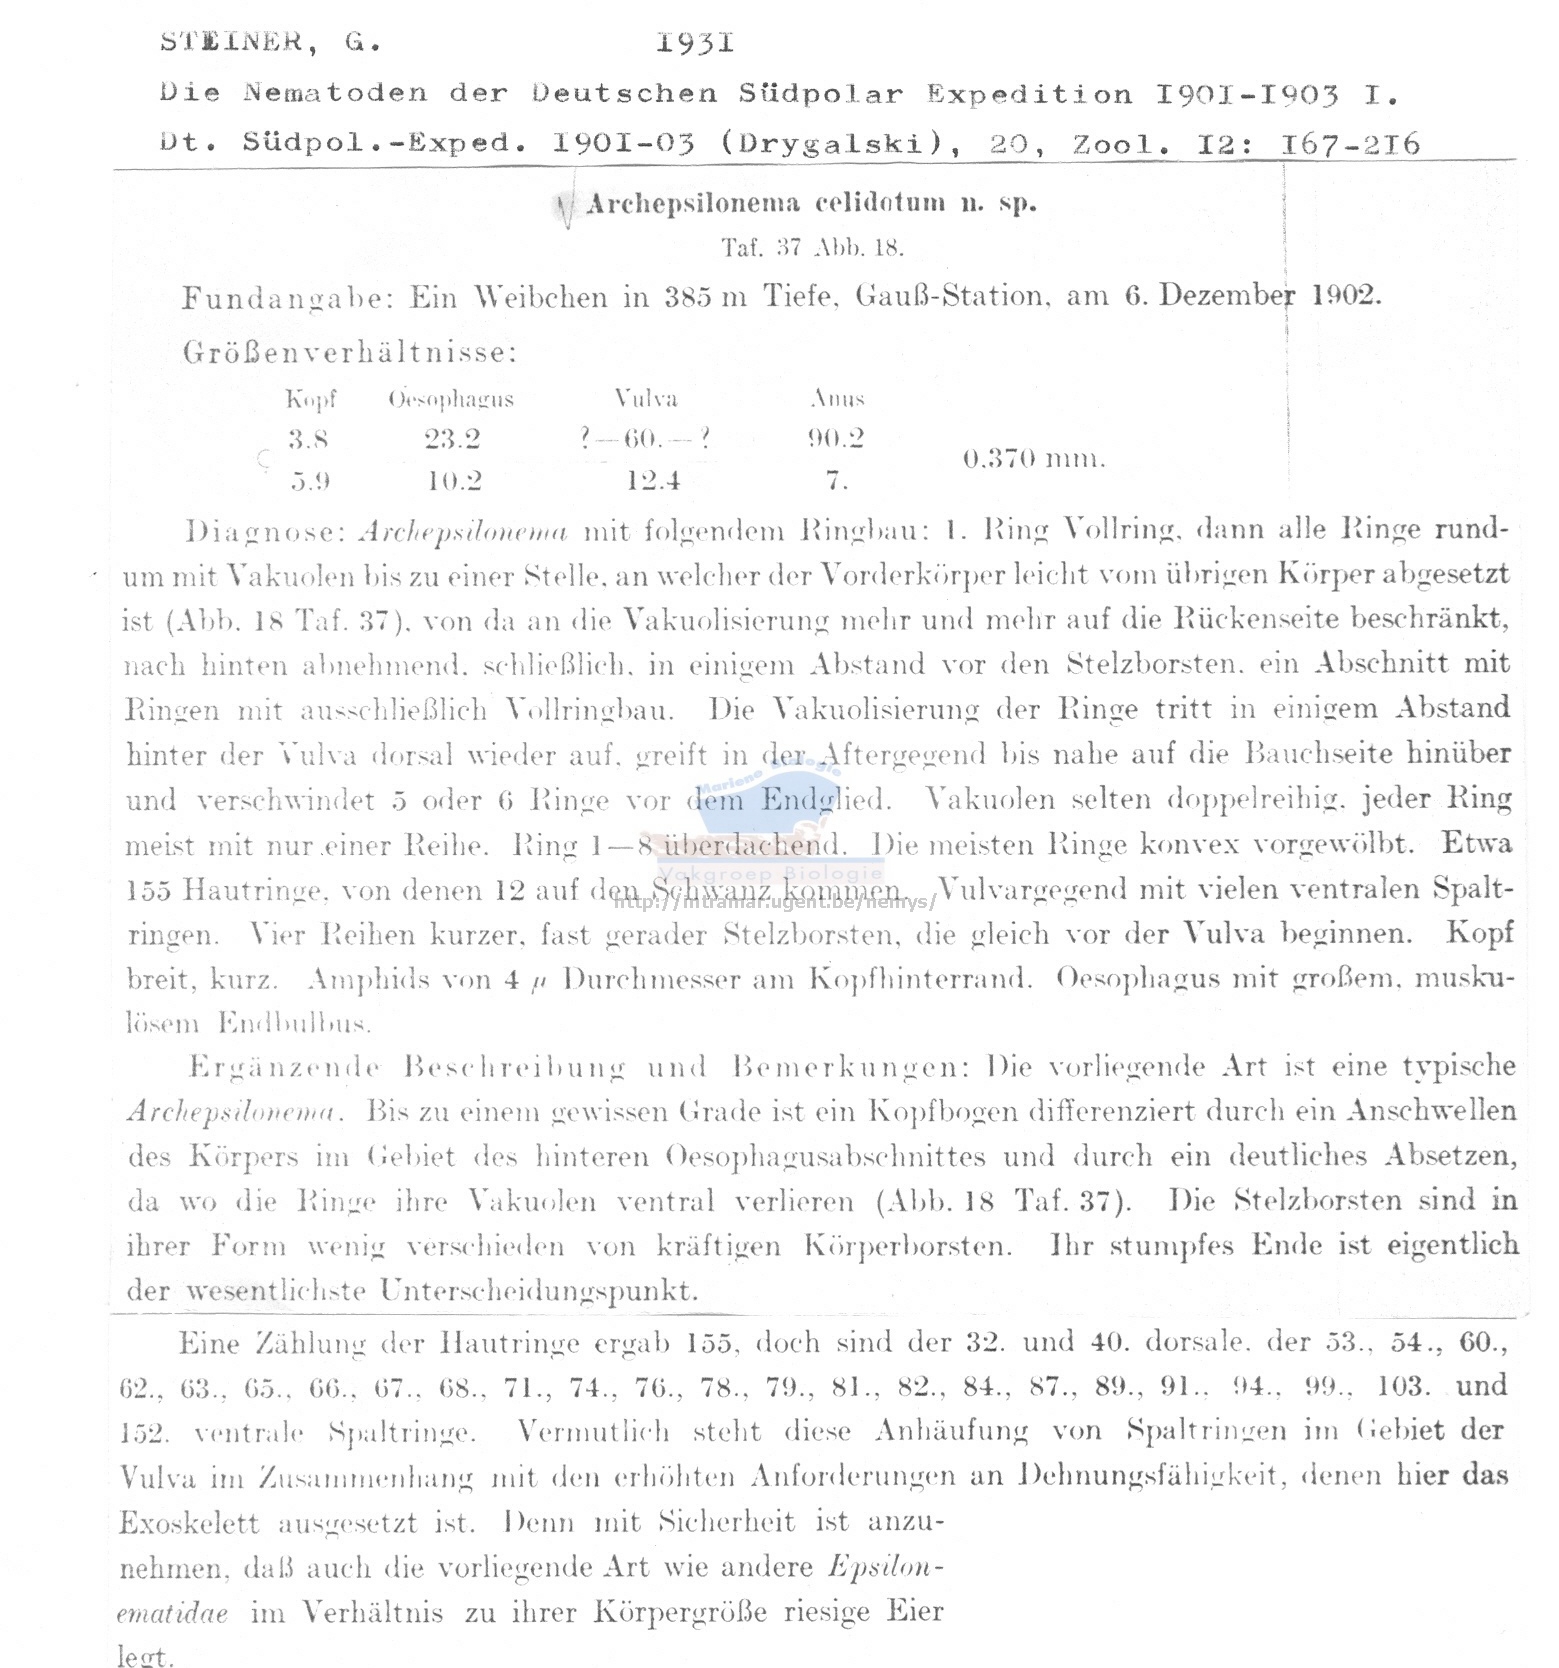 STEINER, G. 1931
Die Nematoden der Deutschen Südpolar Expedition 1901-1903 I.
Dt. Südpol.-Exped. 1901-03 (Drygalski), 20, Zool. 12: 167-216
Archepsilonema celidotum n. sp.
Taf. 37 Abb. 18.
Fundangabe: Ein Weibchen in 385 m Tiefe, Gauß-Station, am 6. Dezember 1902.
Größenverhältnisse:
Kopf Oesophagus Vulva Anus
3.8 23.2 ?—60.—? 90.2
0.370 mm.
5.9 10.2 12.4 7.
Diagnose: Archepsilonema mit folgendem Ringbau: 1. Ring Vollring, dann alle Ringe rund-
um mit Vakuolen bis zu einer Stelle, an welcher der Vorderkörper leicht vom übrigen Körper abgesetzt
ist (Abb. 18 Taf. 37), von da an die Vakuolisierung mehr und mehr auf die Rückenseite beschränkt,
nach hinten abnehmend, schließlich, in einigem Abstand vor den Stelzborsten, ein Abschnitt mit
Ringen mit ausschließlich Vollringbau. Die Vakuolisierung der Ringe tritt in einigem Abstand
hinter der Vulva dorsal wieder auf, greift in der Aftergegend bis nahe auf die Bauchseite hinüber
und verschwindet 5 oder 6 Ringe vor dem Endglied. Vakuolen selten doppelreihig, jeder Ring
meist mit nur einer Reihe. Ring 1—8 überdachend. Die meisten Ringe konvex vorgewölbt. Etwa
155 Hautringe, von denen 12 auf den Schwanz kommen. Vulvargegend mit vielen ventralen Spalt-
ringen. Vier Reihen kurzer, fast gerader Stelzborsten, die gleich vor der Vulva beginnen. Kopf
breit, kurz. Amphids von 4 µ Durchmesser am Kopfhinterrand. Oesophagus mit großem, musku-
lösem Endbulbus.
Mariene Biologie
Vakgroep Biologie
http://intramar.ugent.be/nemys/
Ergänzende Beschreibung und Bemerkungen: Die vorliegende Art ist eine typische
Archepsilonema. Bis zu einem gewissen Grade ist ein Kopfbogen differenziert durch ein Anschwellen
des Körpers im Gebiet des hinteren Oesophagusabschnittes und durch ein deutliches Absetzen,
da wo die Ringe ihre Vakuolen ventral verlieren (Abb. 18 Taf. 37). Die Stelzborsten sind in
ihrer Form wenig verschieden von kräftigen Körperborsten. Ihr stumpfes Ende ist eigentlich
der wesentlichste Unterscheidungspunkt.
Eine Zählung der Hautringe ergab 155, doch sind der 32. und 40. dorsale, der 53., 54., 60.,
62., 63., 65., 66., 67., 68., 71., 74., 76., 78., 79., 81., 82., 84., 87., 89., 91., 94., 99., 103. und
152. ventrale Spaltringe. Vermutlich steht diese Anhäufung von Spaltringen im Gebiet der
Vulva im Zusammenhang mit den erhöhten Anforderungen an Dehnungsfähigkeit, denen hier das
Exoskelett ausgesetzt ist. Denn mit Sicherheit ist anzu-
nehmen, daß auch die vorliegende Art wie andere Epsilon-
ematidae im Verhältnis zu ihrer Körpergröße riesige Eier
legt.